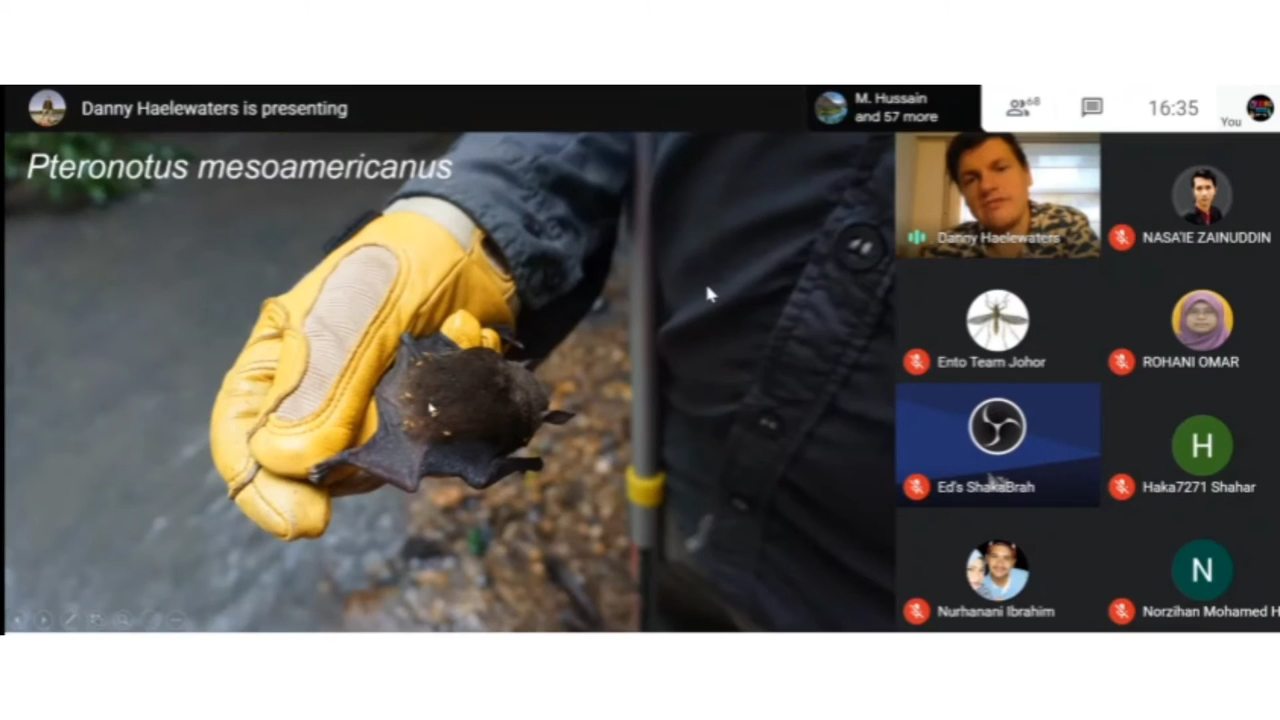 Danny Haelewaters is presenting
M. Hussain
and 57 more
68
16:35
You
Pteronotus mesoamericanus
Danny Haelewaters
NASA'IE ZAINUDDIN
Ento Team Johor
ROHANI OMAR
Ed's ShakaBrah
H
Haka7271 Shahar
Nurhanani Ibrahim
N
Norzihan Mohamed H